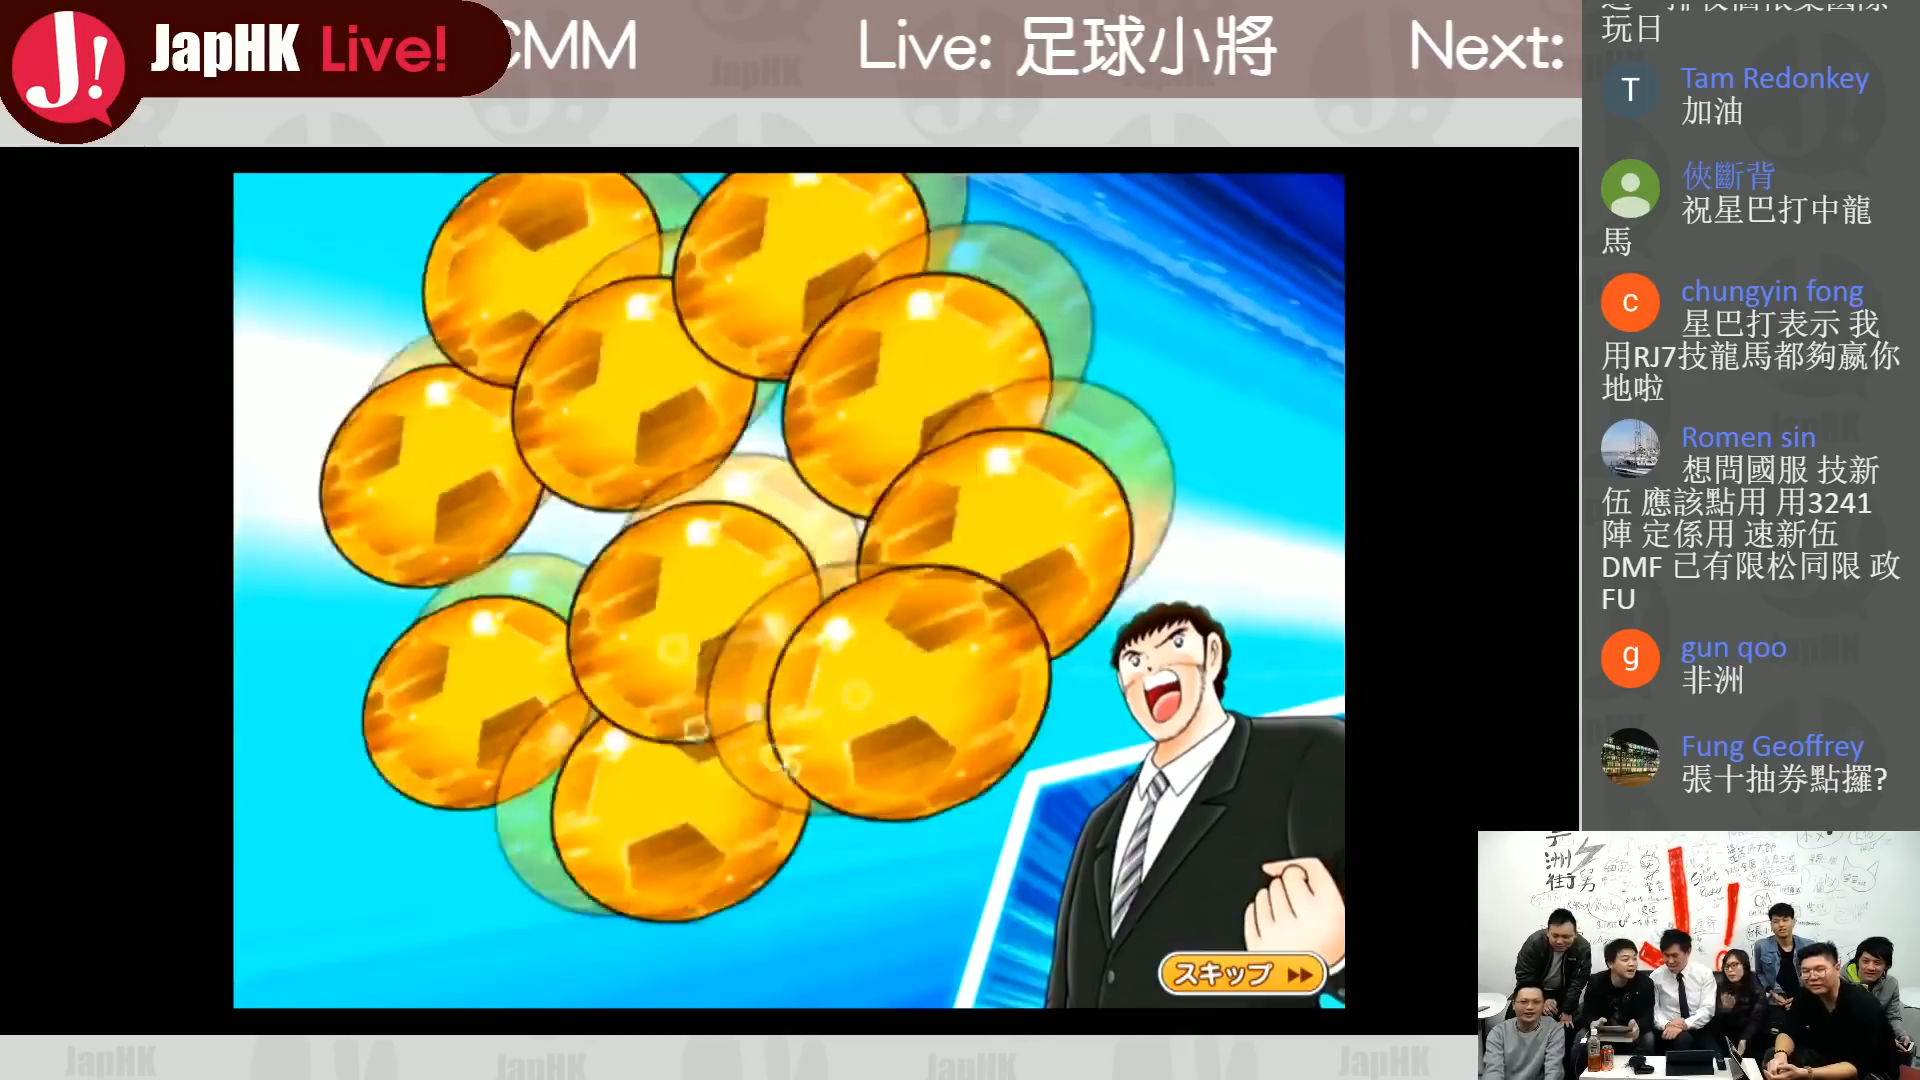 J! JapHK Live!
CMM
Live: 足球小將
Next:
玩日
T
Tam Redonkey
加油
俠斷背
祝星巴打中龍
馬
c
chungyin fong
星巴打表示 我
用RJ7技龍馬都夠嬴你
地啦
Romen sin
想問國服 技新
伍 應該點用 用3241
陣 定係用 速新伍
DMF 已有限松同限 政
FU
g
gun qoo
非洲
Fung Geoffrey
張十抽券點攞?
スキップ
JapHK
JapHK
JapHK
JapHK